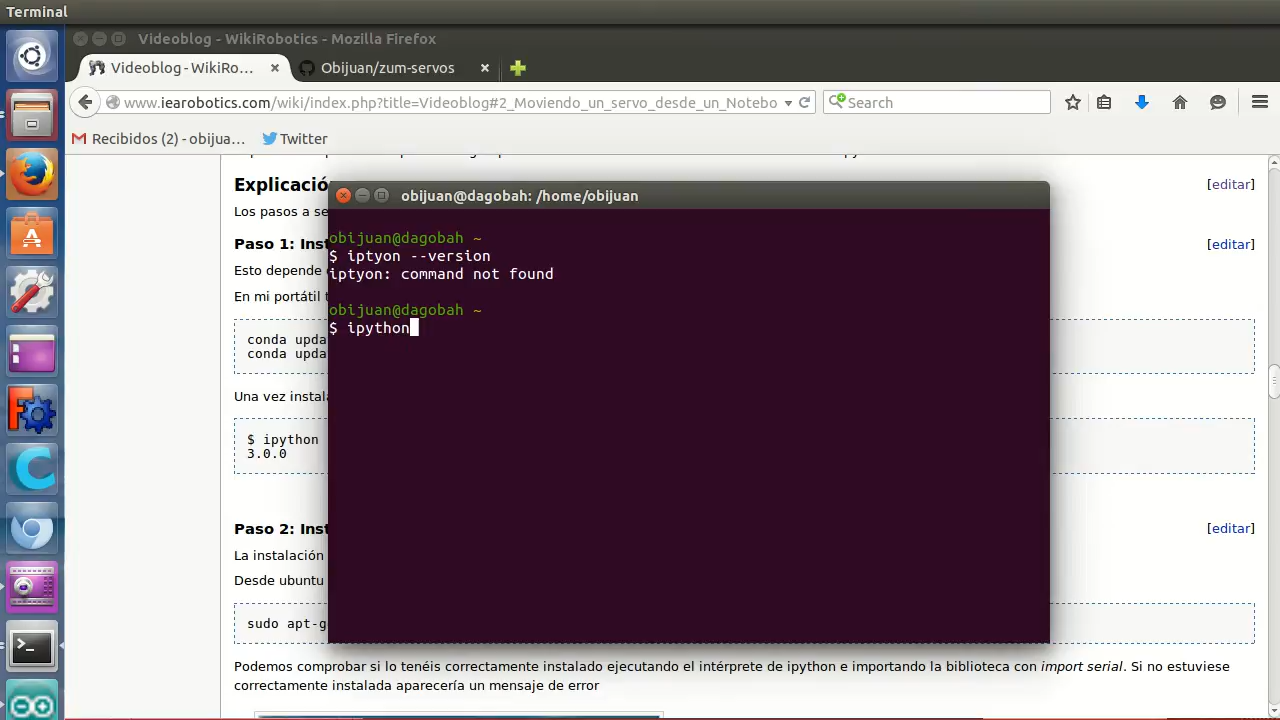 Terminal
Videoblog - WikiRobotics - Mozilla Firefox
Videoblog - WikiRo...
Obijuan/zum-servos
www.iearobotics.com/wiki/index.php?title=Videoblog#2_Moviendo_un_servo_desde_un_Notebo
Search
Recibidos (2) - obijua...
Twitter
Explicació
[editar]
Los pasos a se
Paso 1: Inst
[editar]
Esto depende
En mi portátil
conda upda
conda upda
Una vez instala
$ ipython
3.0.0
Paso 2: Inst
[editar]
La instalación
Desde ubuntu
sudo apt-g
Podemos comprobar si lo tenéis correctamente instalado ejecutando el intérprete de ipython e importando la biblioteca con import serial. Si no estuviese
correctamente instalada aparecería un mensaje de error
obijuan@dagobah: /home/obijuan
obijuan@dagobah ~
$ iptyon --version
iptyon: command not found
obijuan@dagobah ~
$ ipython